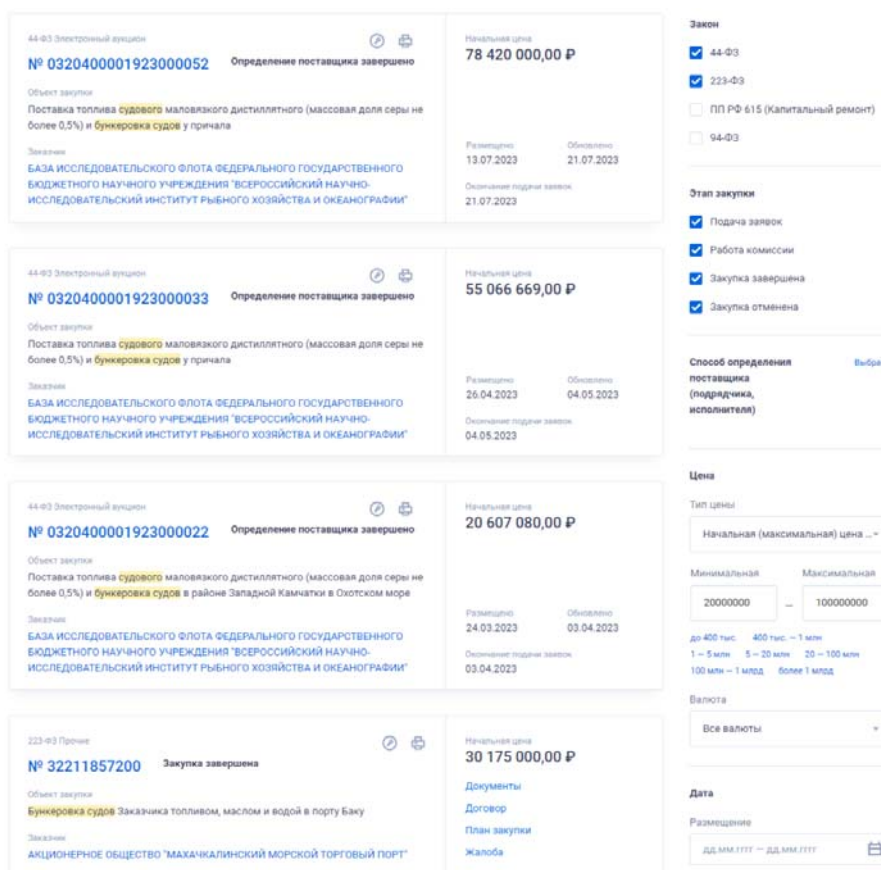 44-ФЗ Электронный аукцион
№ 0320400001923000052 Определение поставщика завершено
Объект закупки
Поставка топлива судового маловязкого дистиллятного (массовая доля серы не
более 0,5%) и бункеровка судов у причала
Заказчик
БАЗА ИССЛЕДОВАТЕЛЬСКОГО ФЛОТА ФЕДЕРАЛЬНОГО ГОСУДАРСТВЕННОГО
БЮДЖЕТНОГО НАУЧНОГО УЧРЕЖДЕНИЯ "ВСЕРОССИЙСКИЙ НАУЧНО-
ИССЛЕДОВАТЕЛЬСКИЙ ИНСТИТУТ РЫБНОГО ХОЗЯЙСТВА И ОКЕАНОГРАФИИ"
Начальная цена
78 420 000,00 ₽
Размещено Обновлено
13.07.2023 21.07.2023
Окончание подачи заявок
21.07.2023
44-ФЗ Электронный аукцион
№ 0320400001923000033 Определение поставщика завершено
Объект закупки
Поставка топлива судового маловязкого дистиллятного (массовая доля серы не
более 0,5%) и бункеровка судов у причала
Заказчик
БАЗА ИССЛЕДОВАТЕЛЬСКОГО ФЛОТА ФЕДЕРАЛЬНОГО ГОСУДАРСТВЕННОГО
БЮДЖЕТНОГО НАУЧНОГО УЧРЕЖДЕНИЯ "ВСЕРОССИЙСКИЙ НАУЧНО-
ИССЛЕДОВАТЕЛЬСКИЙ ИНСТИТУТ РЫБНОГО ХОЗЯЙСТВА И ОКЕАНОГРАФИИ"
Начальная цена
55 066 669,00 ₽
Размещено Обновлено
26.04.2023 04.05.2023
Окончание подачи заявок
04.05.2023
44-ФЗ Электронный аукцион
№ 0320400001923000022 Определение поставщика завершено
Объект закупки
Поставка топлива судового маловязкого дистиллятного (массовая доля серы не
более 0,5%) и бункеровка судов в районе Западной Камчатки в Охотском море
Заказчик
БАЗА ИССЛЕДОВАТЕЛЬСКОГО ФЛОТА ФЕДЕРАЛЬНОГО ГОСУДАРСТВЕННОГО
БЮДЖЕТНОГО НАУЧНОГО УЧРЕЖДЕНИЯ "ВСЕРОССИЙСКИЙ НАУЧНО-
ИССЛЕДОВАТЕЛЬСКИЙ ИНСТИТУТ РЫБНОГО ХОЗЯЙСТВА И ОКЕАНОГРАФИИ"
Начальная цена
20 607 080,00 ₽
Размещено Обновлено
24.03.2023 03.04.2023
Окончание подачи заявок
03.04.2023
223-ФЗ Прочие
№ 32211857200 Закупка завершена
Объект закупки
Бункеровка судов Заказчика топливом, маслом и водой в порту Баку
Заказчик
АКЦИОНЕРНОЕ ОБЩЕСТВО "МАХАЧКАЛИНСКИЙ МОРСКОЙ ТОРГОВЫЙ ПОРТ"
Начальная цена
30 175 000,00 ₽
Документы
Договор
План закупки
Жалоба
Закон
44-ФЗ
223-ФЗ
ПП РФ 615 (Капитальный ремонт)
94-ФЗ
Этап закупки
Подача заявок
Работа комиссии
Закупка завершена
Закупка отменена
Способ определения Выбра
поставщика
(подрядчика,
исполнителя)
Цена
Тип цены
Начальная (максимальная) цена ...
Минимальная Максимальная
20000000 – 100000000
до 400 тыс. 400 тыс. – 1 млн
1 – 5 млн 5 – 20 млн 20 – 100 млн
100 млн – 1 млрд более 1 млрд
Валюта
Все валюты
Дата
Размещение
дд.мм.гггг – дд.мм.гггг